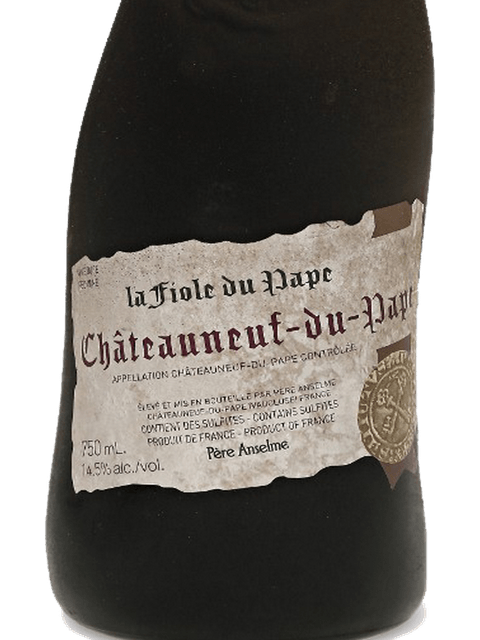 la Fiole du Pape
Châteauneuf-du-Pape
APPELLATION CHÂTEAUNEUF-DU-PAPE CONTRÔLÉE
ÉLEVÉ ET MIS EN BOUTEILLE PAR PÈRE ANSELME
CHÂTEAUNEUF-DU-PAPE (VAUCLUSE) FRANCE
CONTIENT DES SULFITES - CONTAINS SULFITES
PRODUIT DE FRANCE - PRODUCT OF FRANCE
750 mL.
Père Anselme
14.5% alc./vol.